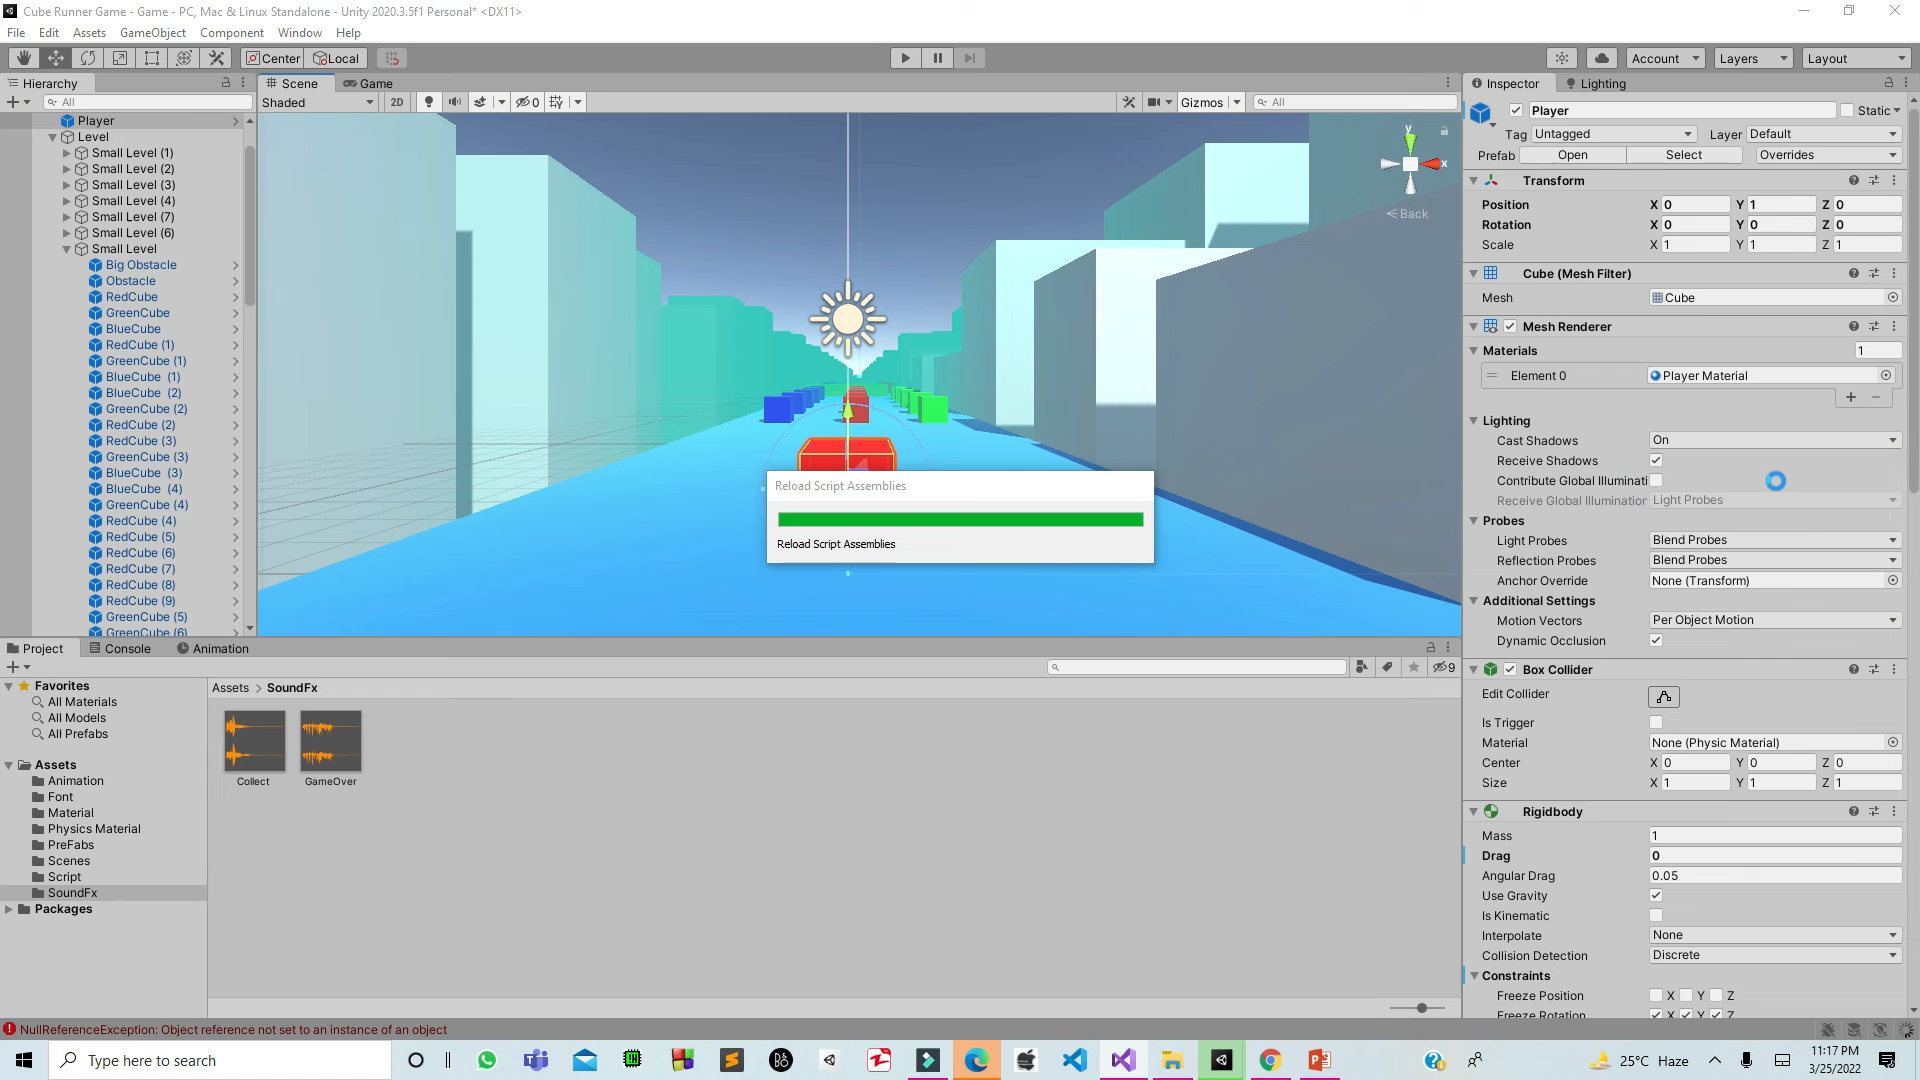 Cube Runner Game - Game - PC, Mac & Linux Standalone - Unity 2020.3.5f1 Personal* <DX11>
File Edit Assets GameObject Component Window Help
Center Local Account Layers Layout
Hierarchy
All
Player
Level
Small Level (1)
Small Level (2)
Small Level (3)
Small Level (4)
Small Level (7)
Small Level (6)
Small Level
Big Obstacle
Obstacle
RedCube
GreenCube
BlueCube
RedCube (1)
GreenCube (1)
BlueCube (1)
BlueCube (2)
GreenCube (2)
RedCube (2)
RedCube (3)
GreenCube (3)
BlueCube (3)
BlueCube (4)
GreenCube (4)
RedCube (4)
RedCube (5)
RedCube (6)
RedCube (7)
RedCube (8)
RedCube (9)
GreenCube (5)
GreenCube (6)
Scene Game
Shaded 2D 0 Gizmos All
y
x
Back
Reload Script Assemblies
Reload Script Assemblies
Inspector Lighting
Player Static
Tag Untagged Layer Default
Prefab Open Select Overrides
Transform
Position X 0 Y 1 Z 0
Rotation X 0 Y 0 Z 0
Scale X 1 Y 1 Z 1
Cube (Mesh Filter)
Mesh Cube
Mesh Renderer
Materials 1
Element 0 Player Material
Lighting
Cast Shadows On
Receive Shadows
Contribute Global Illuminati
Receive Global Illumination Light Probes
Probes
Light Probes Blend Probes
Reflection Probes Blend Probes
Anchor Override None (Transform)
Additional Settings
Motion Vectors Per Object Motion
Dynamic Occlusion
Box Collider
Edit Collider
Is Trigger
Material None (Physic Material)
Center X 0 Y 0 Z 0
Size X 1 Y 1 Z 1
Rigidbody
Mass 1
Drag 0
Angular Drag 0.05
Use Gravity
Is Kinematic
Interpolate None
Collision Detection Discrete
Constraints
Freeze Position X Y Z
Freeze Rotation X Y Z
Project Console Animation
9
Favorites
All Materials
All Models
All Prefabs
Assets
Animation
Font
Material
Physics Material
PreFabs
Scenes
Script
SoundFx
Packages
Assets > SoundFx
Collect GameOver
NullReferenceException: Object reference not set to an instance of an object
Type here to search
25°C Haze
11:17 PM
3/25/2022